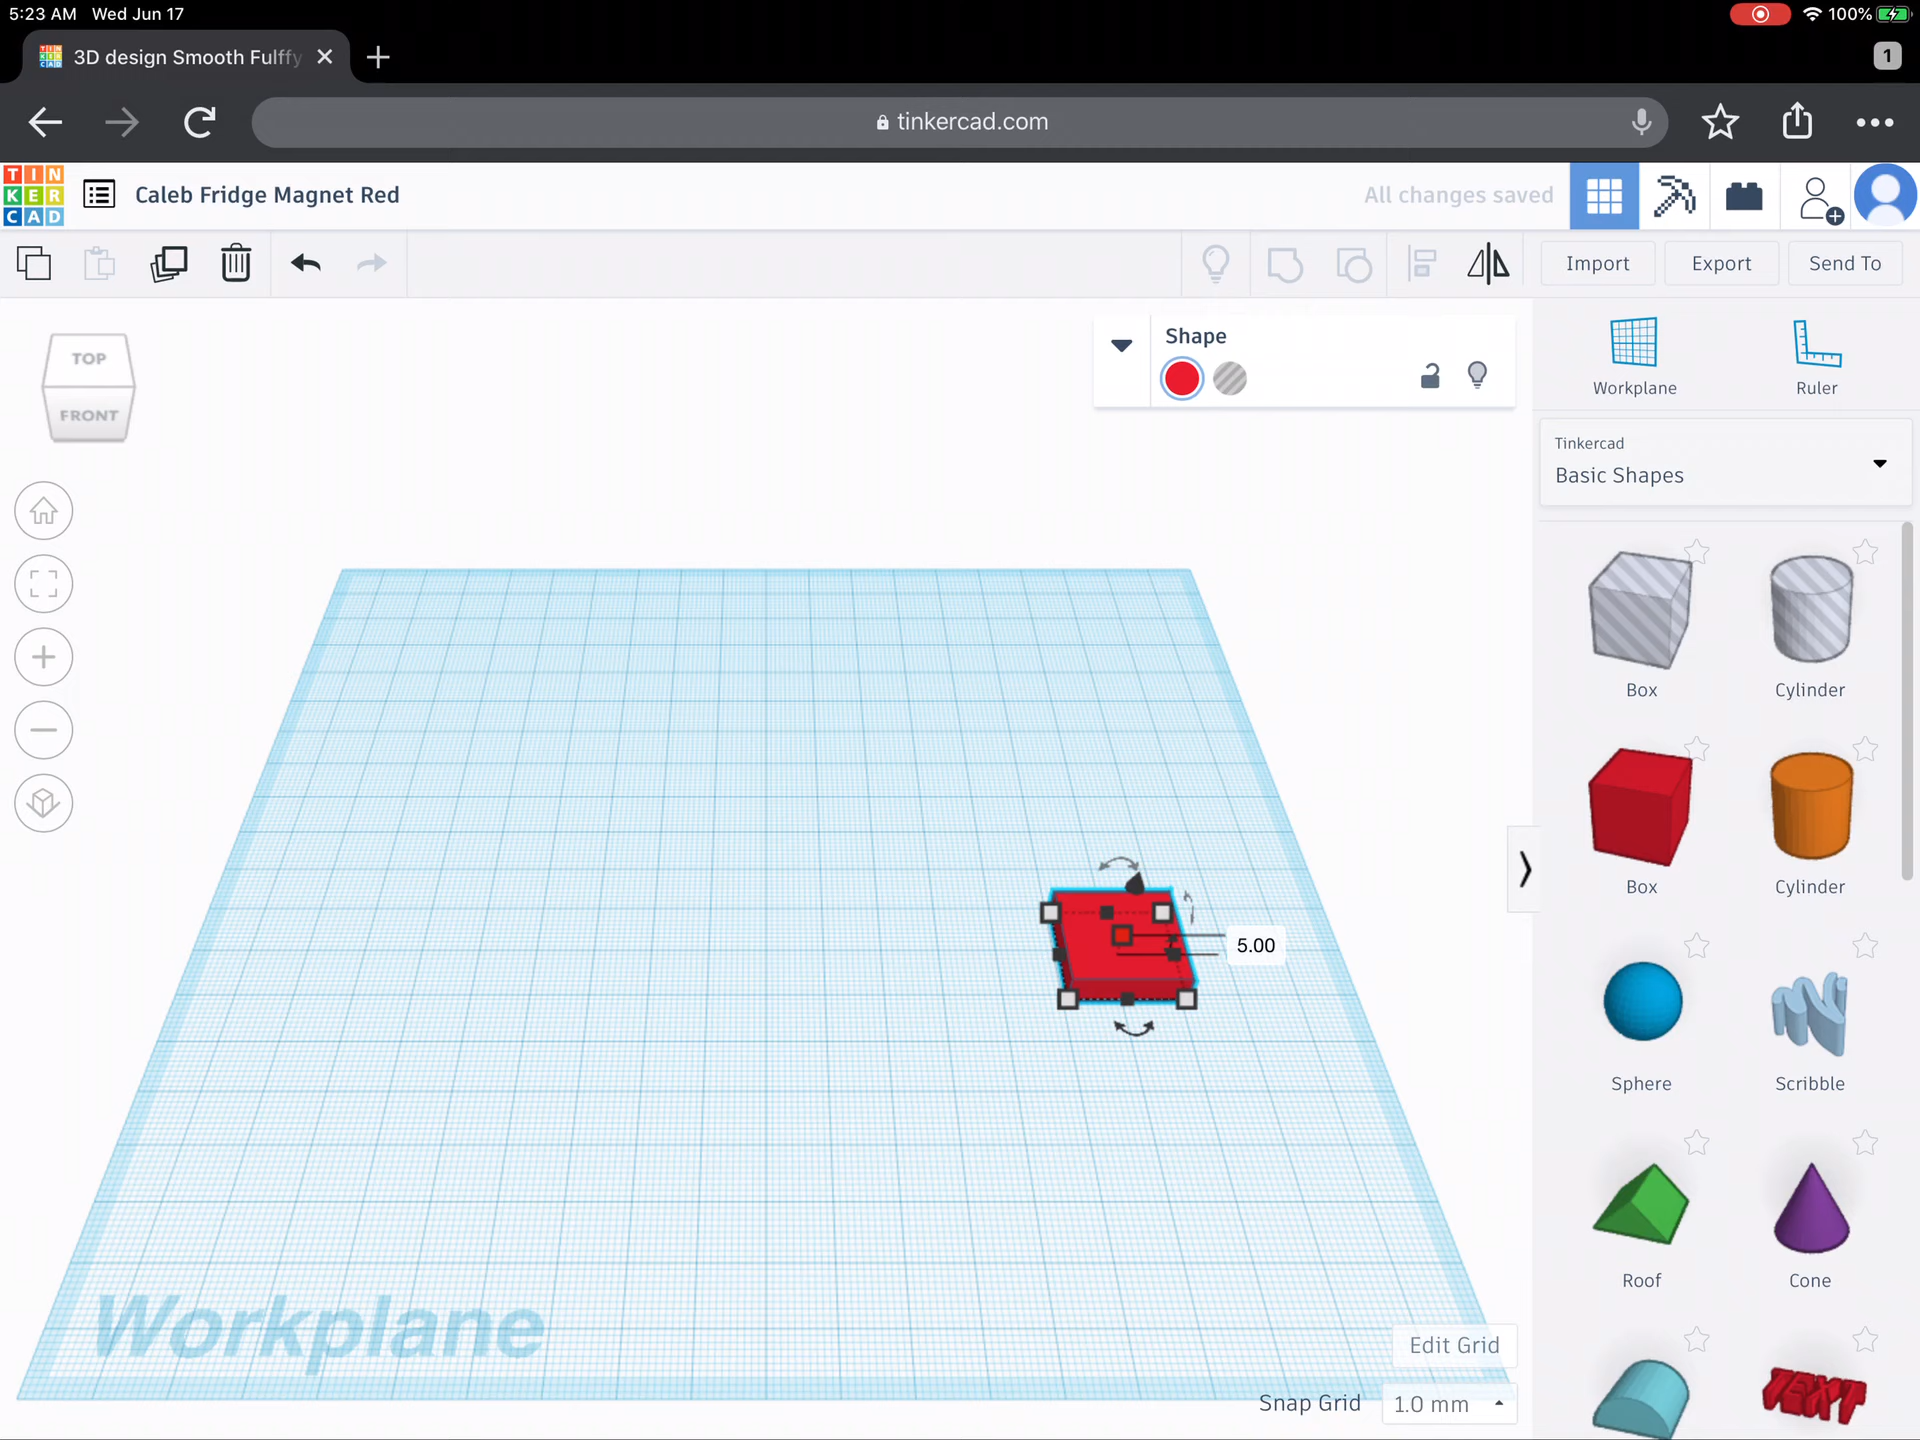 5:23 AM Wed Jun 17
100%
3D design Smooth Fulffy
1
tinkercad.com
TIN
KER
CAD
Caleb Fridge Magnet Red
All changes saved
Import
Export
Send To
TOP
FRONT
Shape
Workplane
Ruler
Tinkercad
Basic Shapes
Box
Cylinder
Box
Cylinder
5.00
Sphere
Scribble
Roof
Cone
TEXT
Workplane
Edit Grid
Snap Grid
1.0 mm